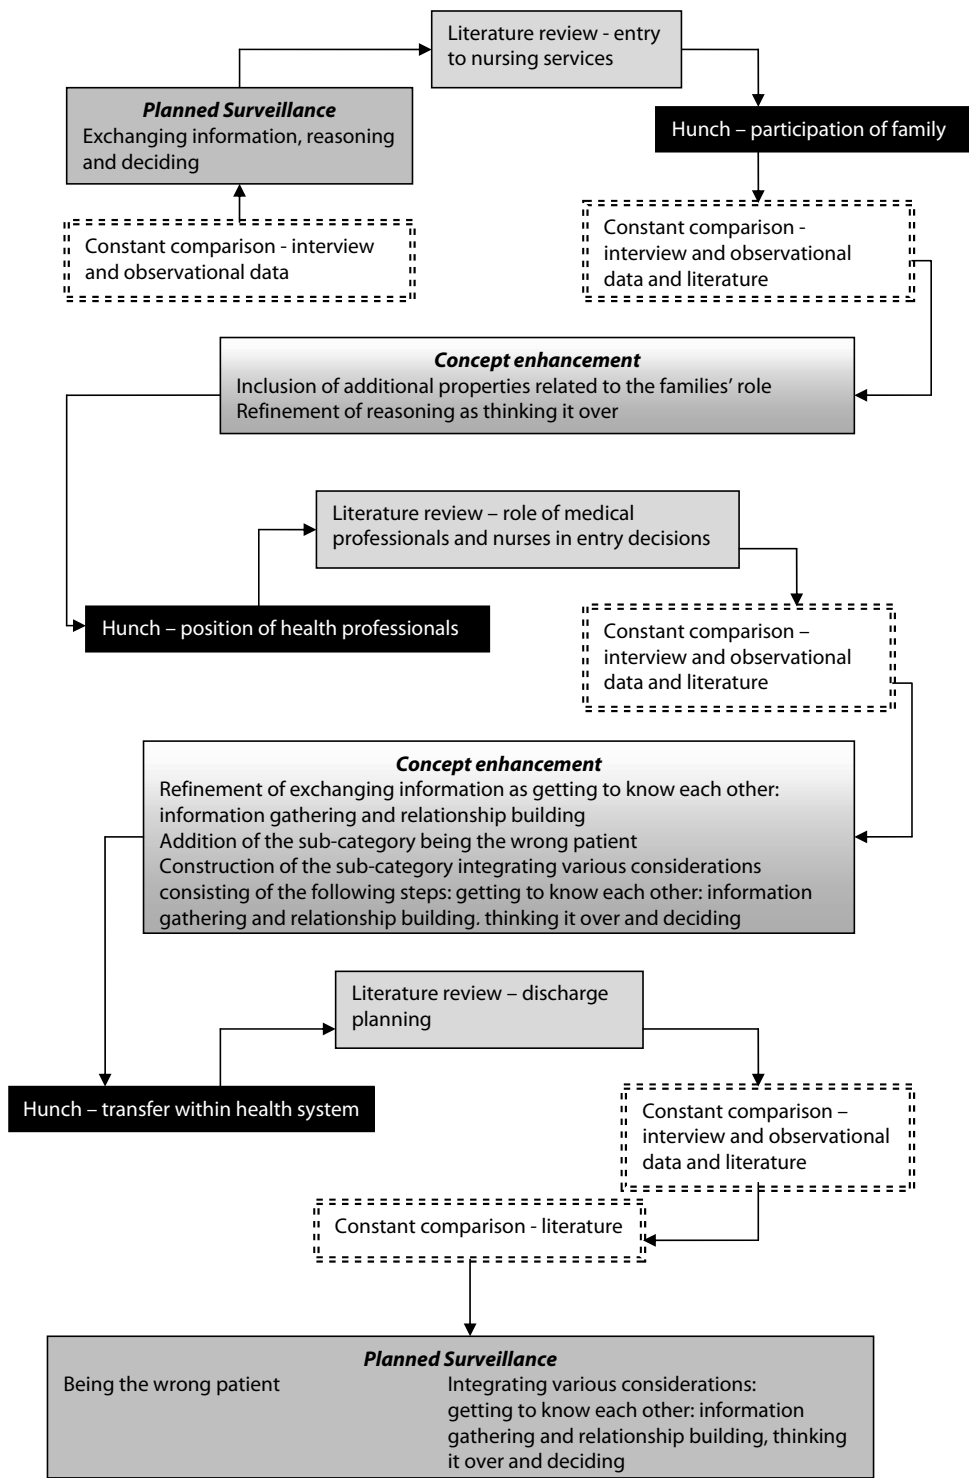 Literature review - entry
to nursing services
Planned Surveillance
Exchanging information, reasoning
and deciding
Hunch – participation of family
Constant comparison - interview
and observational data
Constant comparison -
interview and observational
data and literature
Concept enhancement
Inclusion of additional properties related to the families’ role
Refinement of reasoning as thinking it over
Literature review – role of medical
professionals and nurses in entry decisions
Hunch – position of health professionals
Constant comparison –
interview and observational
data and literature
Concept enhancement
Refinement of exchanging information as getting to know each other:
information gathering and relationship building
Addition of the sub-category being the wrong patient
Construction of the sub-category integrating various considerations
consisting of the following steps: getting to know each other: information
gathering and relationship building. thinking it over and deciding
Literature review – discharge
planning
Hunch – transfer within health system
Constant comparison –
interview and observational
data and literature
Constant comparison - literature
Planned Surveillance
Being the wrong patient
Integrating various considerations:
getting to know each other: information
gathering and relationship building, thinking
it over and deciding